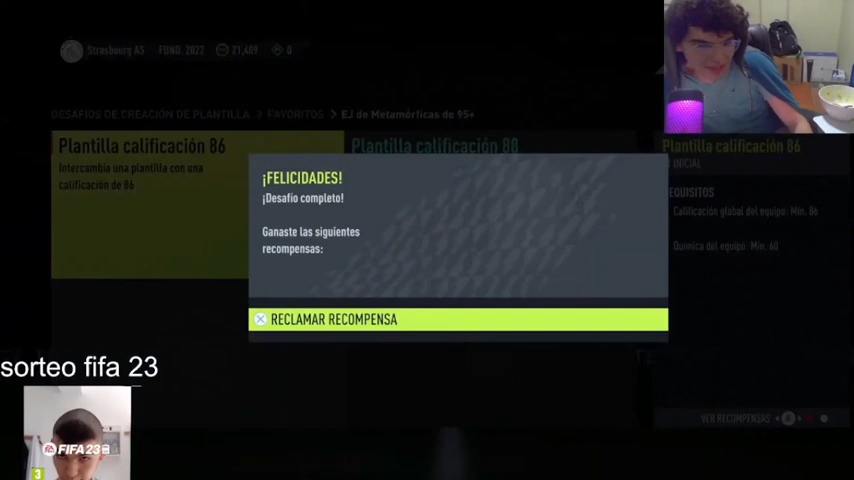 Strasbourg AS FUND. 2022 21,489 0
DESAFÍOS DE CREACIÓN DE PLANTILLA > FAVORITOS > EJ de Metamórficas de 95+
Plantilla calificación 86
Intercambia una plantilla con una
calificación de 86
Plantilla calificación 88
Plantilla calificación 86
INICIAL
¡FELICIDADES!
¡Desafío completo!
Ganaste las siguientes
recompensas:
REQUISITOS
Calificación global del equipo: Mín. 86
Química del equipo: Mín. 60
RECLAMAR RECOMPENSA
sorteo fifa 23
VER RECOMPENSAS R
FIFA 23
3